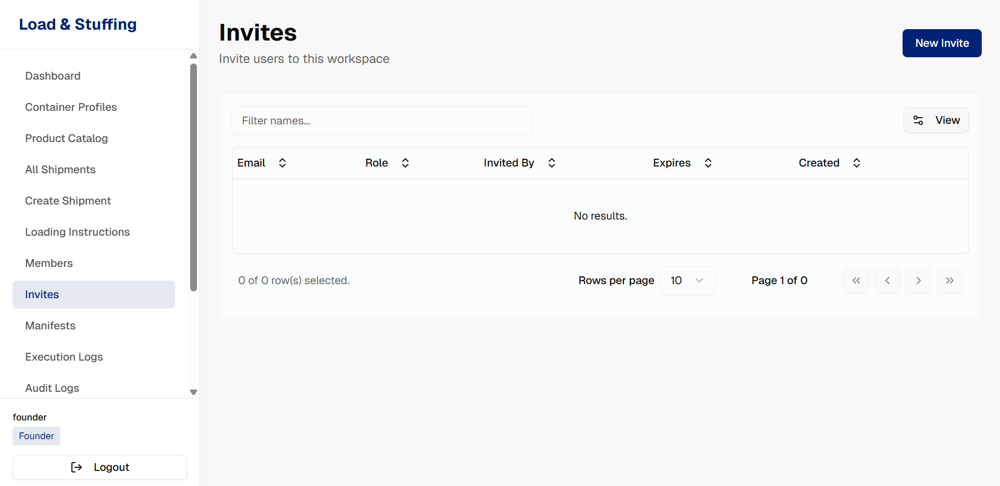 Load & Stuffing
Dashboard
Container Profiles
Product Catalog
All Shipments
Create Shipment
Loading Instructions
Members
Invites
Manifests
Execution Logs
Audit Logs
founder
Founder
Logout
Invites
Invite users to this workspace
New Invite
Filter names...
View
Email Role Invited By Expires Created
No results.
0 of 0 row(s) selected.
Rows per page 10 Page 1 of 0